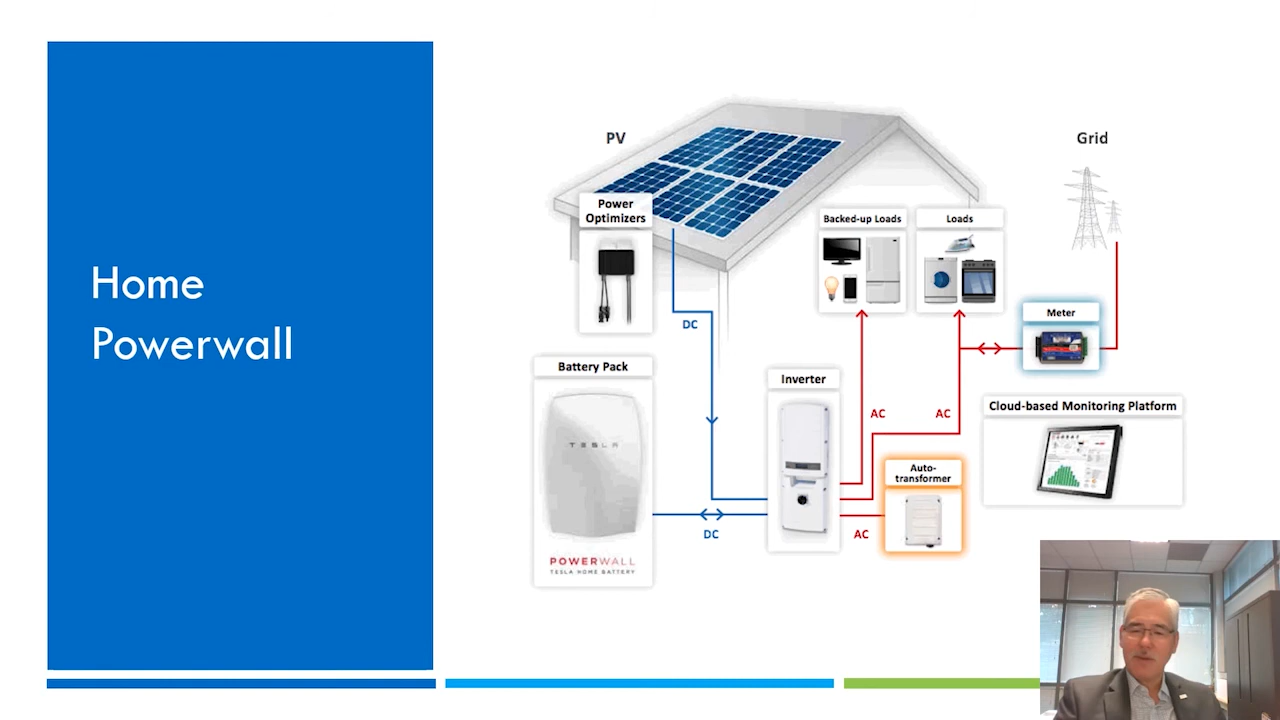 Home
Powerwall
PV
Grid
Power
Optimizers
Backed-up Loads
Loads
DC
Meter
Battery Pack
Inverter
AC
AC
Cloud-based Monitoring Platform
TESLA
Auto-
transformer
DC
AC
POWERWALL
TESLA HOME BATTERY